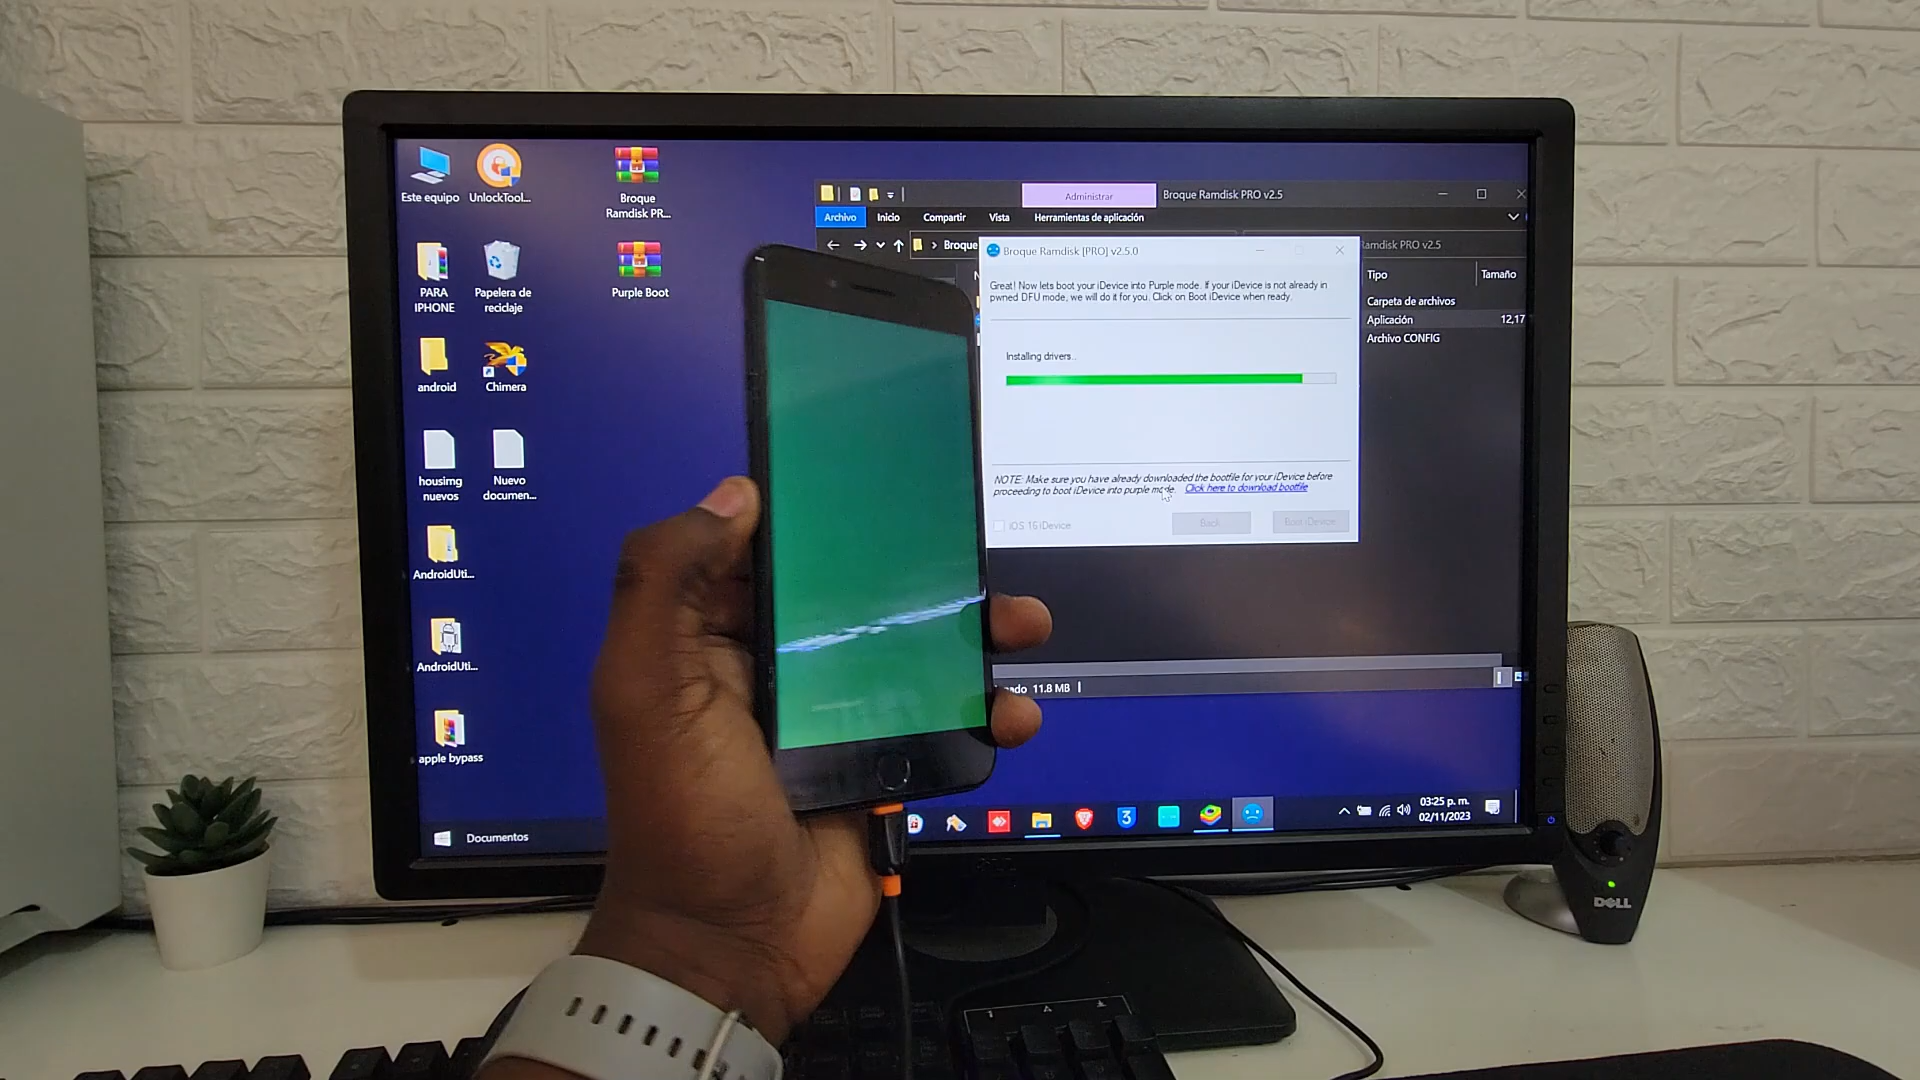 Este equipo
UnlockTool...
Broque
Ramdisk PR...
PARA
IPHONE
Papelera de
reciclaje
Purple Boot
android
Chimera
housimg
nuevos
Nuevo
documen...
AndroidUti...
AndroidUti...
apple bypass
Documentos
Administrar
Broque Ramdisk PRO v2.5
Archivo
Inicio
Compartir
Vista
Herramientas de aplicación
Broque
Ramdisk PRO v2.5
Tipo
Tamaño
Carpeta de archivos
Aplicación
12,17
Archivo CONFIG
Broque Ramdisk [PRO] v2.5.0
Great! Now lets boot your iDevice into Purple mode. If your iDevice is not already in
pwned DFU mode, we will do it for you. Click on Boot iDevice when ready.
Installing drivers...
NOTE: Make sure you have already downloaded the bootfile for your iDevice before
proceeding to boot iDevice into purple mode. Click here to download bootfile
iOS 16 iDevice
Back
Boot iDevice
11.8 MB
3
03:25 p. m.
02/11/2023
DELL